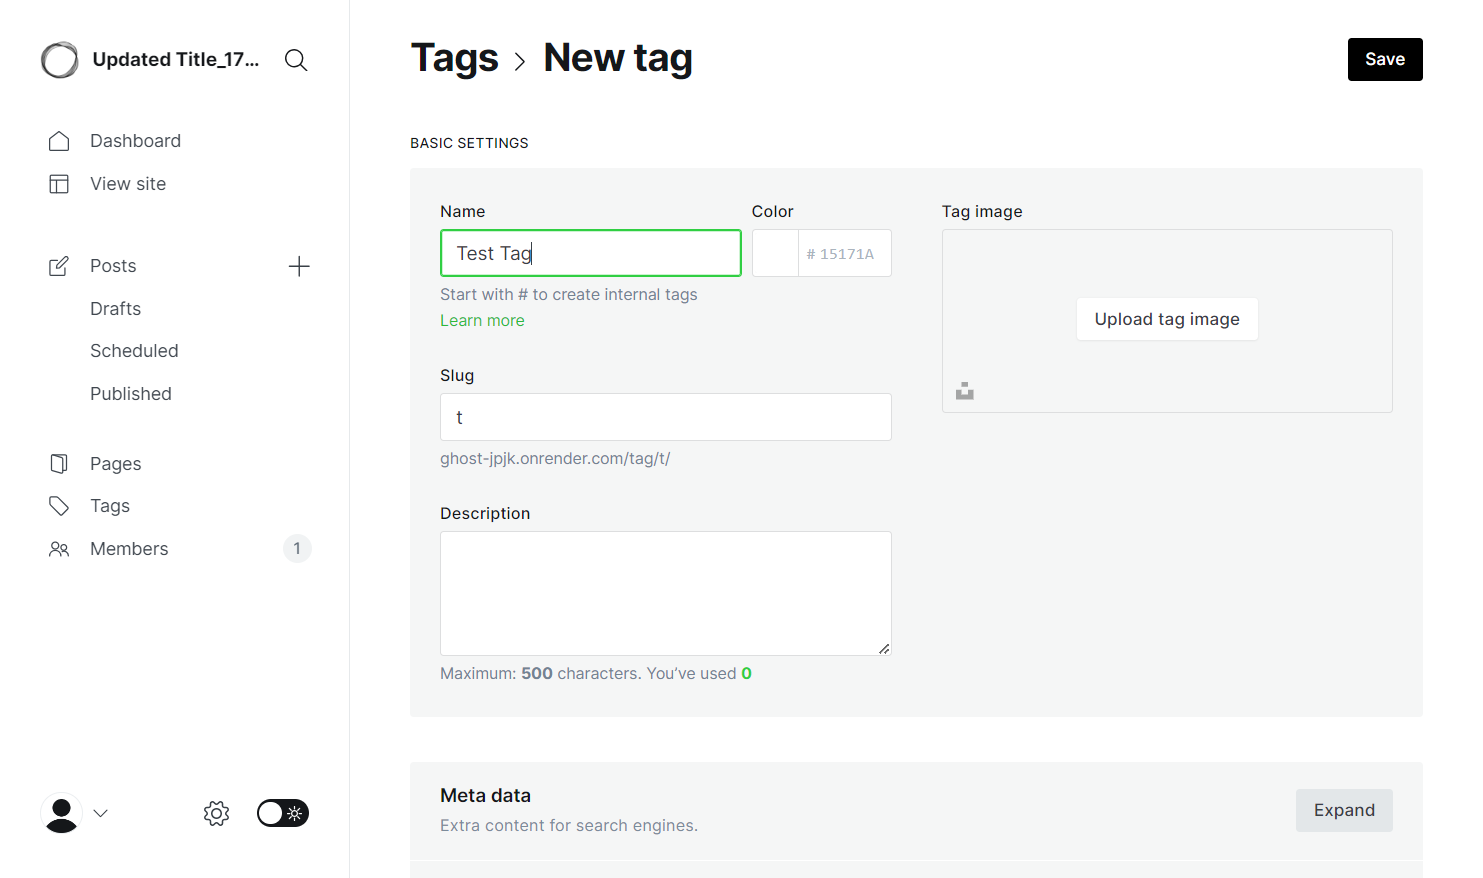 Updated Title_17...
Dashboard
View site
Posts
Drafts
Scheduled
Published
Pages
Tags
Members
1
Tags > New tag
Save
BASIC SETTINGS
Name
Test Tag
Start with # to create internal tags
Learn more
Color
# 15171A
Slug
t
ghost-jpjk.onrender.com/tag/t/
Description
Maximum: 500 characters. You’ve used 0
Tag image
Upload tag image
Meta data
Extra content for search engines.
Expand